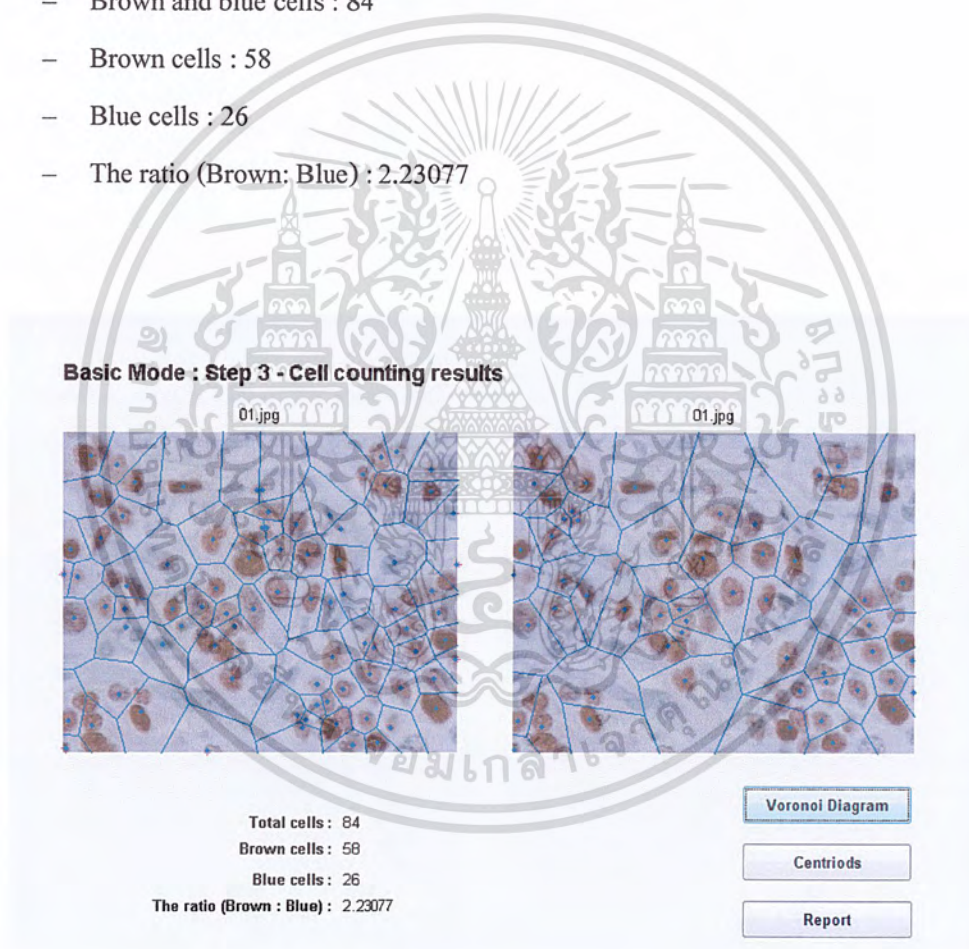 – Brown and blue cells : 84
– Brown cells : 58
– Blue cells : 26
– The ratio (Brown: Blue) : 2.23077
Basic Mode : Step 3 - Cell counting results
01.jpg 01.jpg
Total cells : 84
Brown cells : 58
Blue cells : 26
The ratio (Brown : Blue) : 2.23077
Voronoi Diagram
Centriods
Report